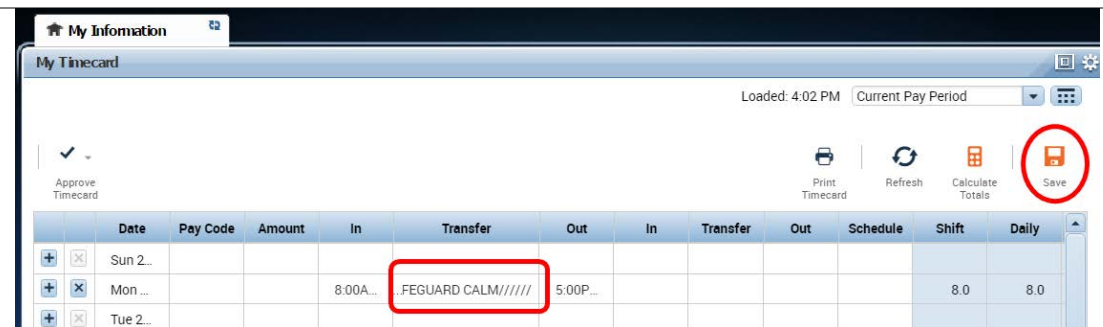 My Information
My Timecard
Loaded: 4:02 PM Current Pay Period
Approve Timecard
Print Timecard
Refresh
Calculate Totals
Save
Date Pay Code Amount In Transfer Out In Transfer Out Schedule Shift Daily
Sun 2...
Mon ... 8:00A... ...FEGUARD CALM////// 5:00P... 8.0 8.0
Tue 2...